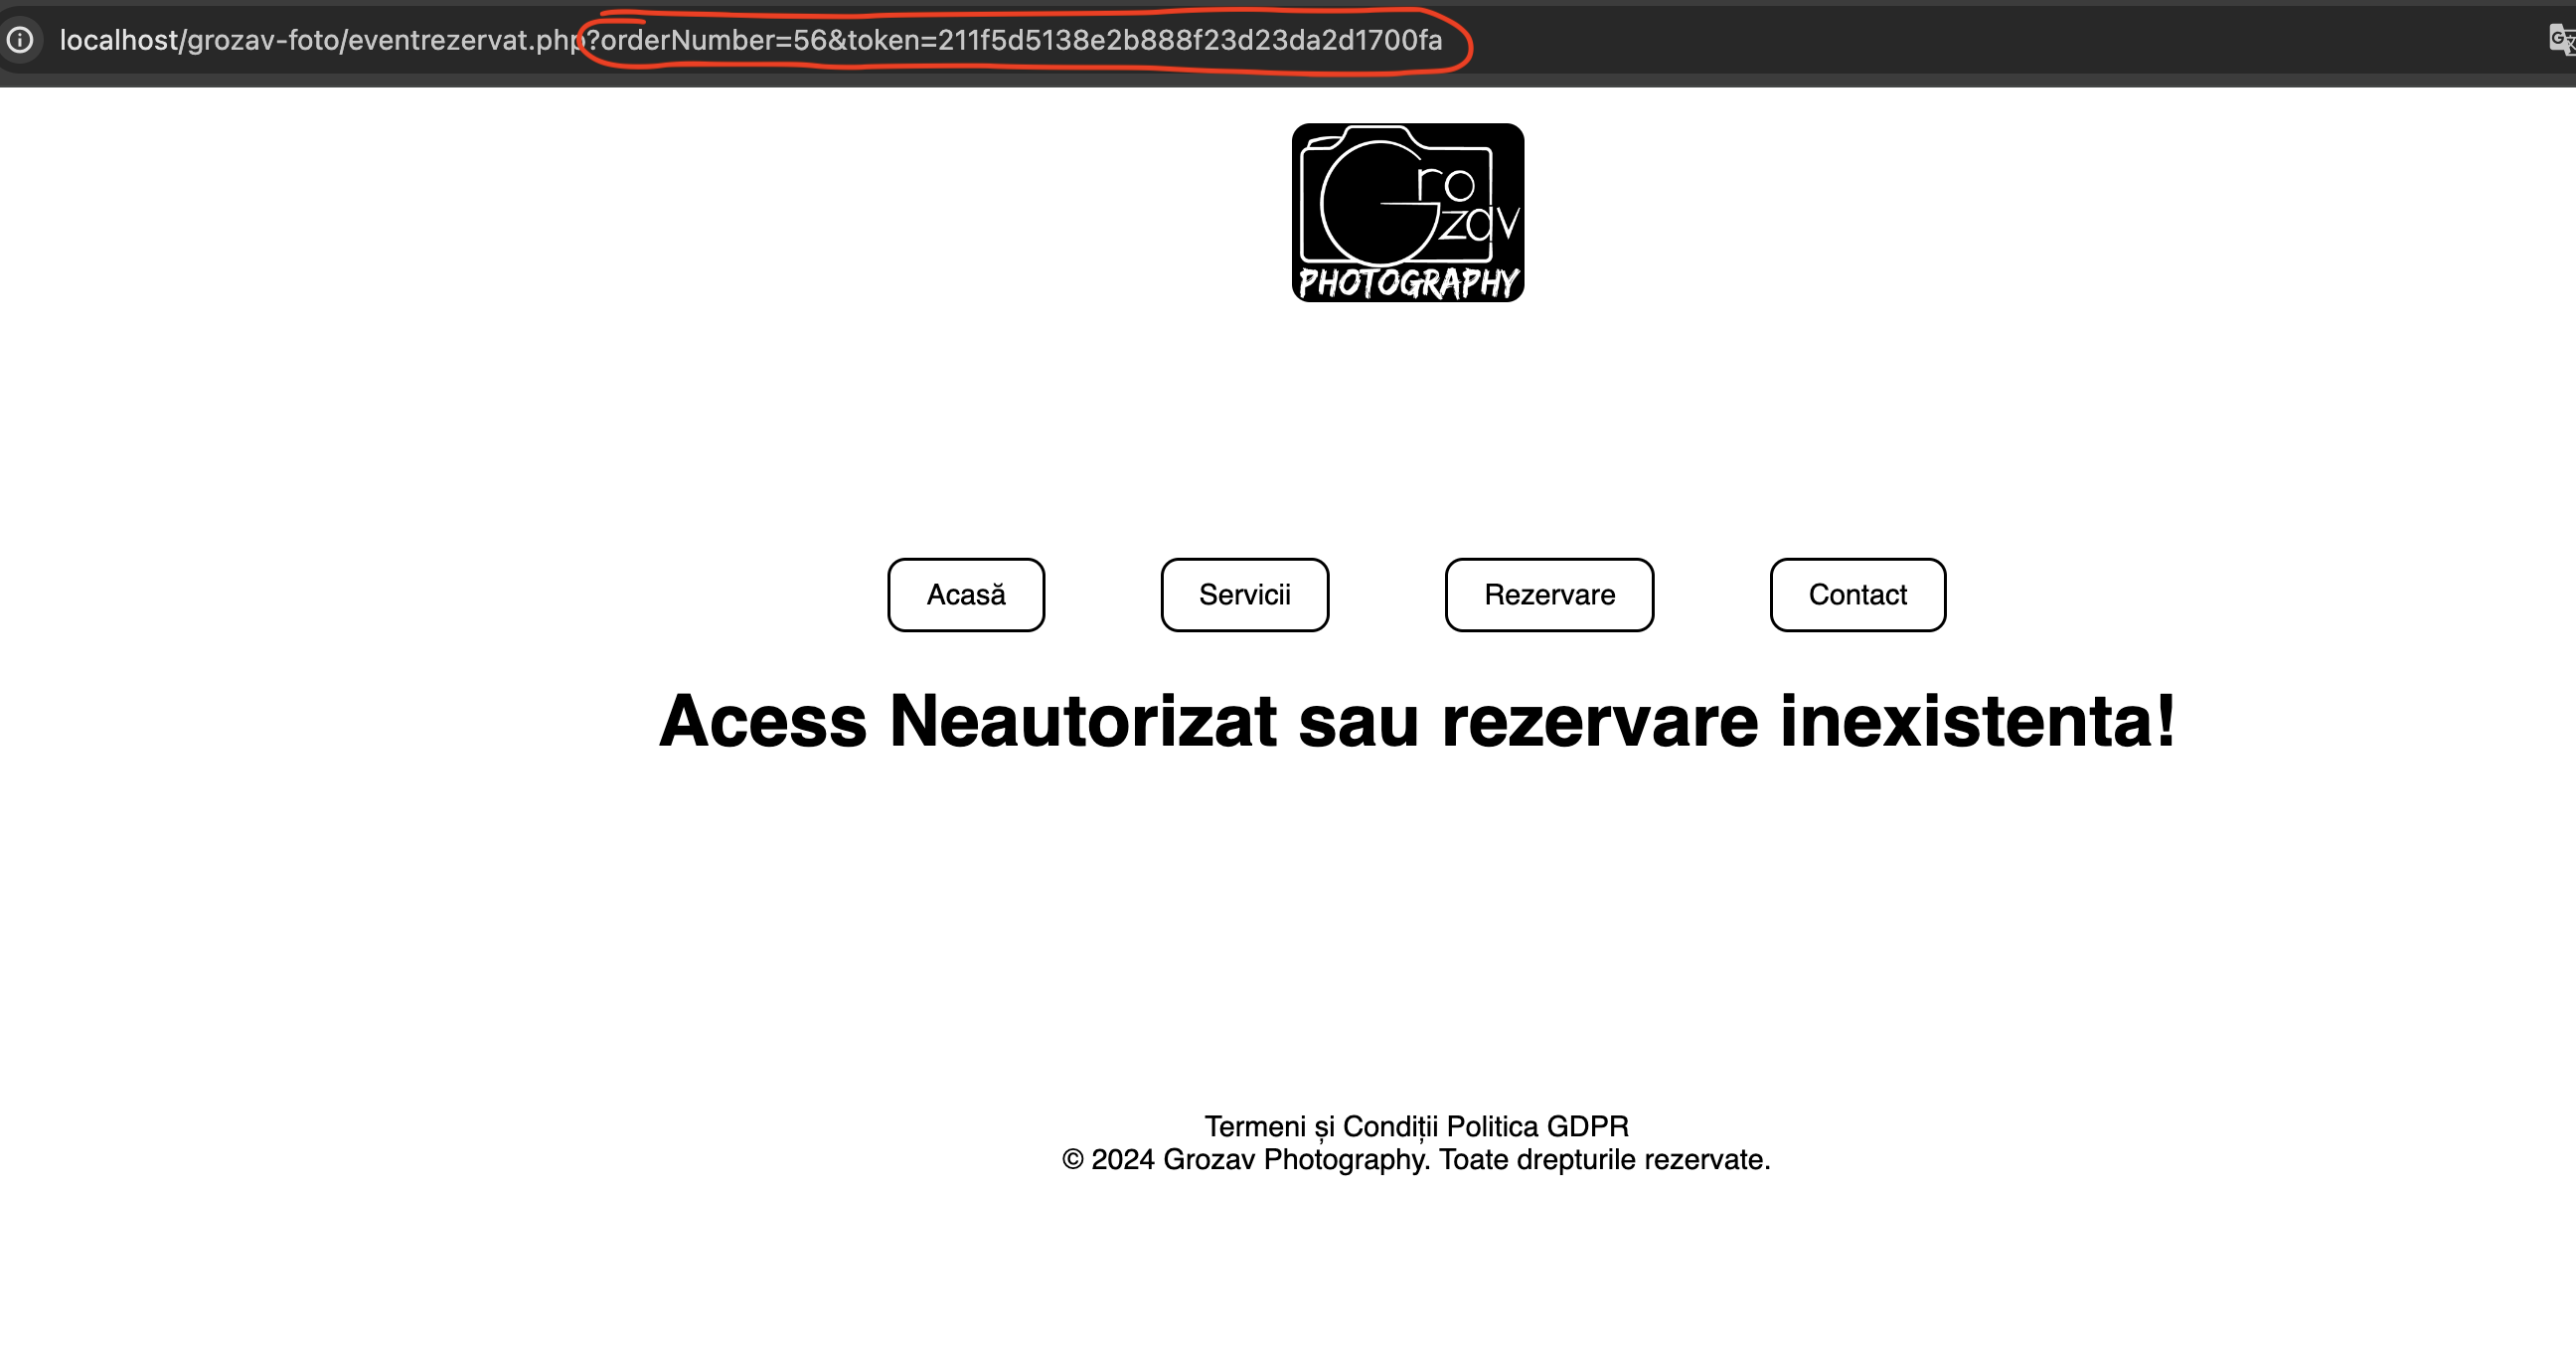 localhost/grozav-foto/eventrezervat.php?orderNumber=56&token=211f5d5138e2b888f23d23da2d1700fa
Grozav
PHOTOGRAPHY
Acasă Servicii Rezervare Contact
Acess Neautorizat sau rezervare inexistenta!
Termeni și Condiții Politica GDPR
© 2024 Grozav Photography. Toate drepturile rezervate.